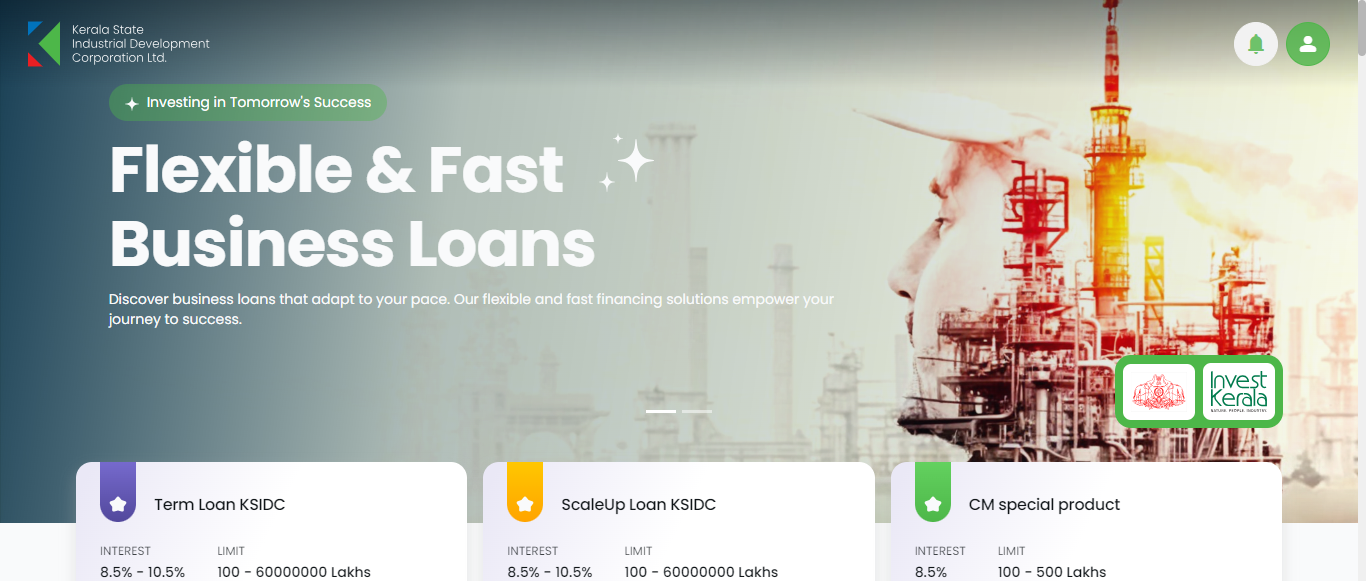 Kerala State
Industrial Development
Corporation Ltd.
Investing in Tomorrow's Success
Flexible & Fast
Business Loans
Discover business loans that adapt to your pace. Our flexible and fast financing solutions empower your
journey to success.
Invest
Kerala
NATURE. PEOPLE. INDUSTRY.
Term Loan KSIDC
INTEREST LIMIT
8.5% - 10.5% 100 - 60000000 Lakhs
ScaleUp Loan KSIDC
INTEREST LIMIT
8.5% - 10.5% 100 - 60000000 Lakhs
CM special product
INTEREST LIMIT
8.5% 100 - 500 Lakhs